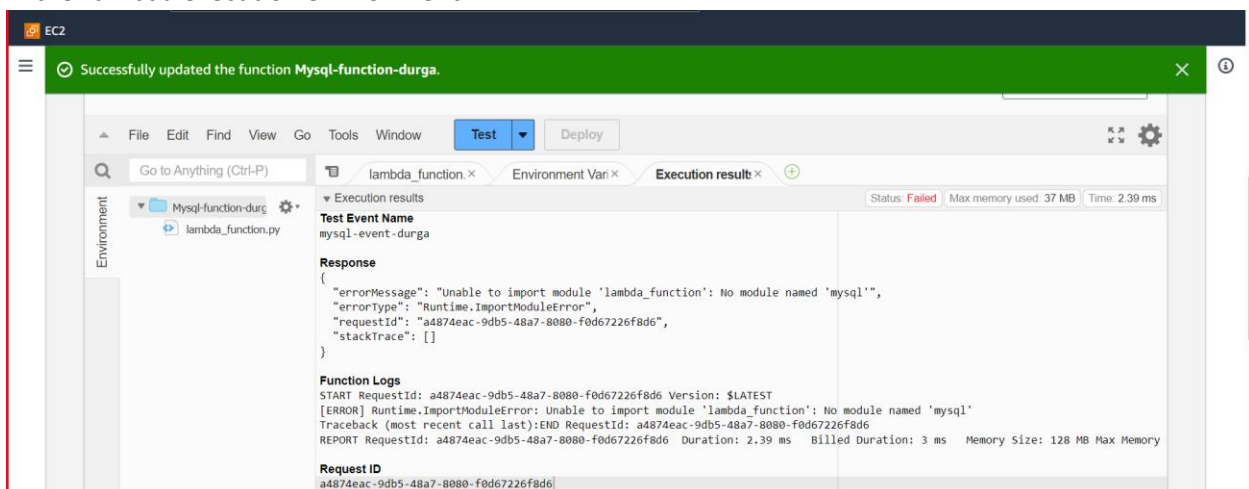 EC2
Successfully updated the function Mysql-function-durga.
File Edit Find View Go Tools Window Test Deploy
Go to Anything (Ctrl-P)
lambda_function. Environment Vari Execution result
Environment
Mysql-function-durg
lambda_function.py
Execution results
Status: Failed Max memory used: 37 MB Time: 2.39 ms
Test Event Name
mysql-event-durga
Response
{
"errorMessage": "Unable to import module 'lambda_function': No module named 'mysql'",
"errorType": "Runtime.ImportModuleError",
"requestId": "a4874eac-9db5-48a7-8080-f0d67226f8d6",
"stackTrace": []
}
Function Logs
START RequestId: a4874eac-9db5-48a7-8080-f0d67226f8d6 Version: $LATEST
[ERROR] Runtime.ImportModuleError: Unable to import module 'lambda_function': No module named 'mysql'
Traceback (most recent call last):END RequestId: a4874eac-9db5-48a7-8080-f0d67226f8d6
REPORT RequestId: a4874eac-9db5-48a7-8080-f0d67226f8d6 Duration: 2.39 ms Billed Duration: 3 ms Memory Size: 128 MB Max Memory
Request ID
a4874eac-9db5-48a7-8080-f0d67226f8d6